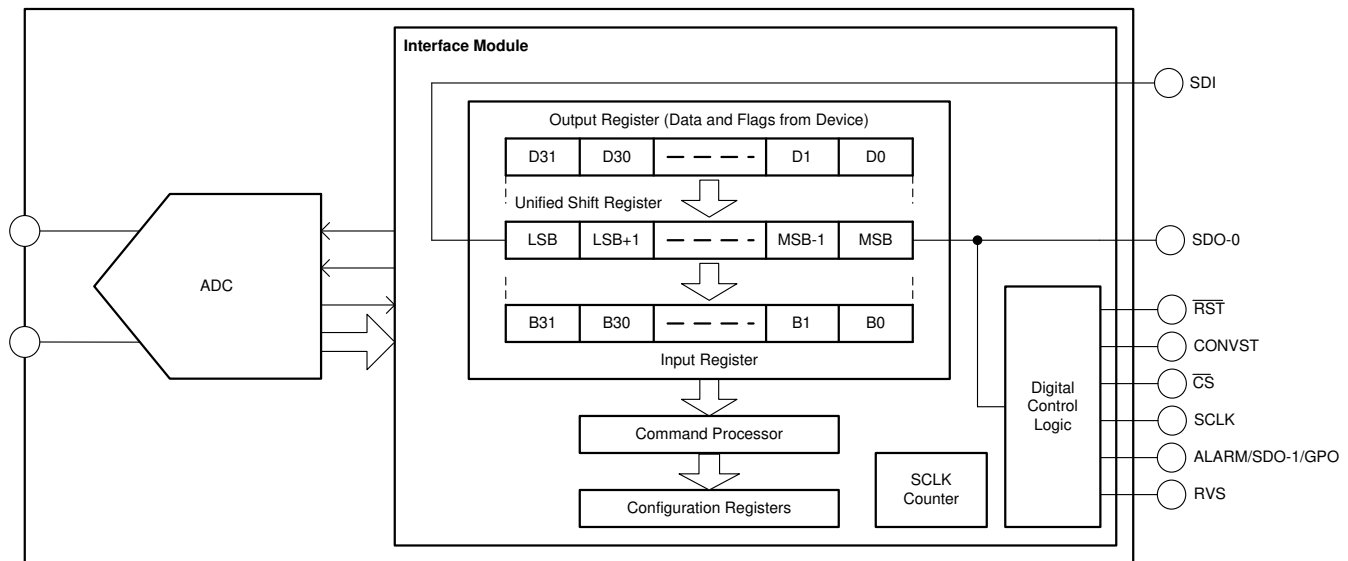 Interface Module
SDI
Output Register (Data and Flags from Device)
D31 D30 D1 D0
Unified Shift Register
LSB LSB+1 MSB-1 MSB
SDO-0
ADC
B31 B30 B1 B0
Input Register
RST
CONVST
CS
SCLK
ALARM/SDO-1/GPO
RVS
Digital
Control
Logic
Command Processor
SCLK
Counter
Configuration Registers